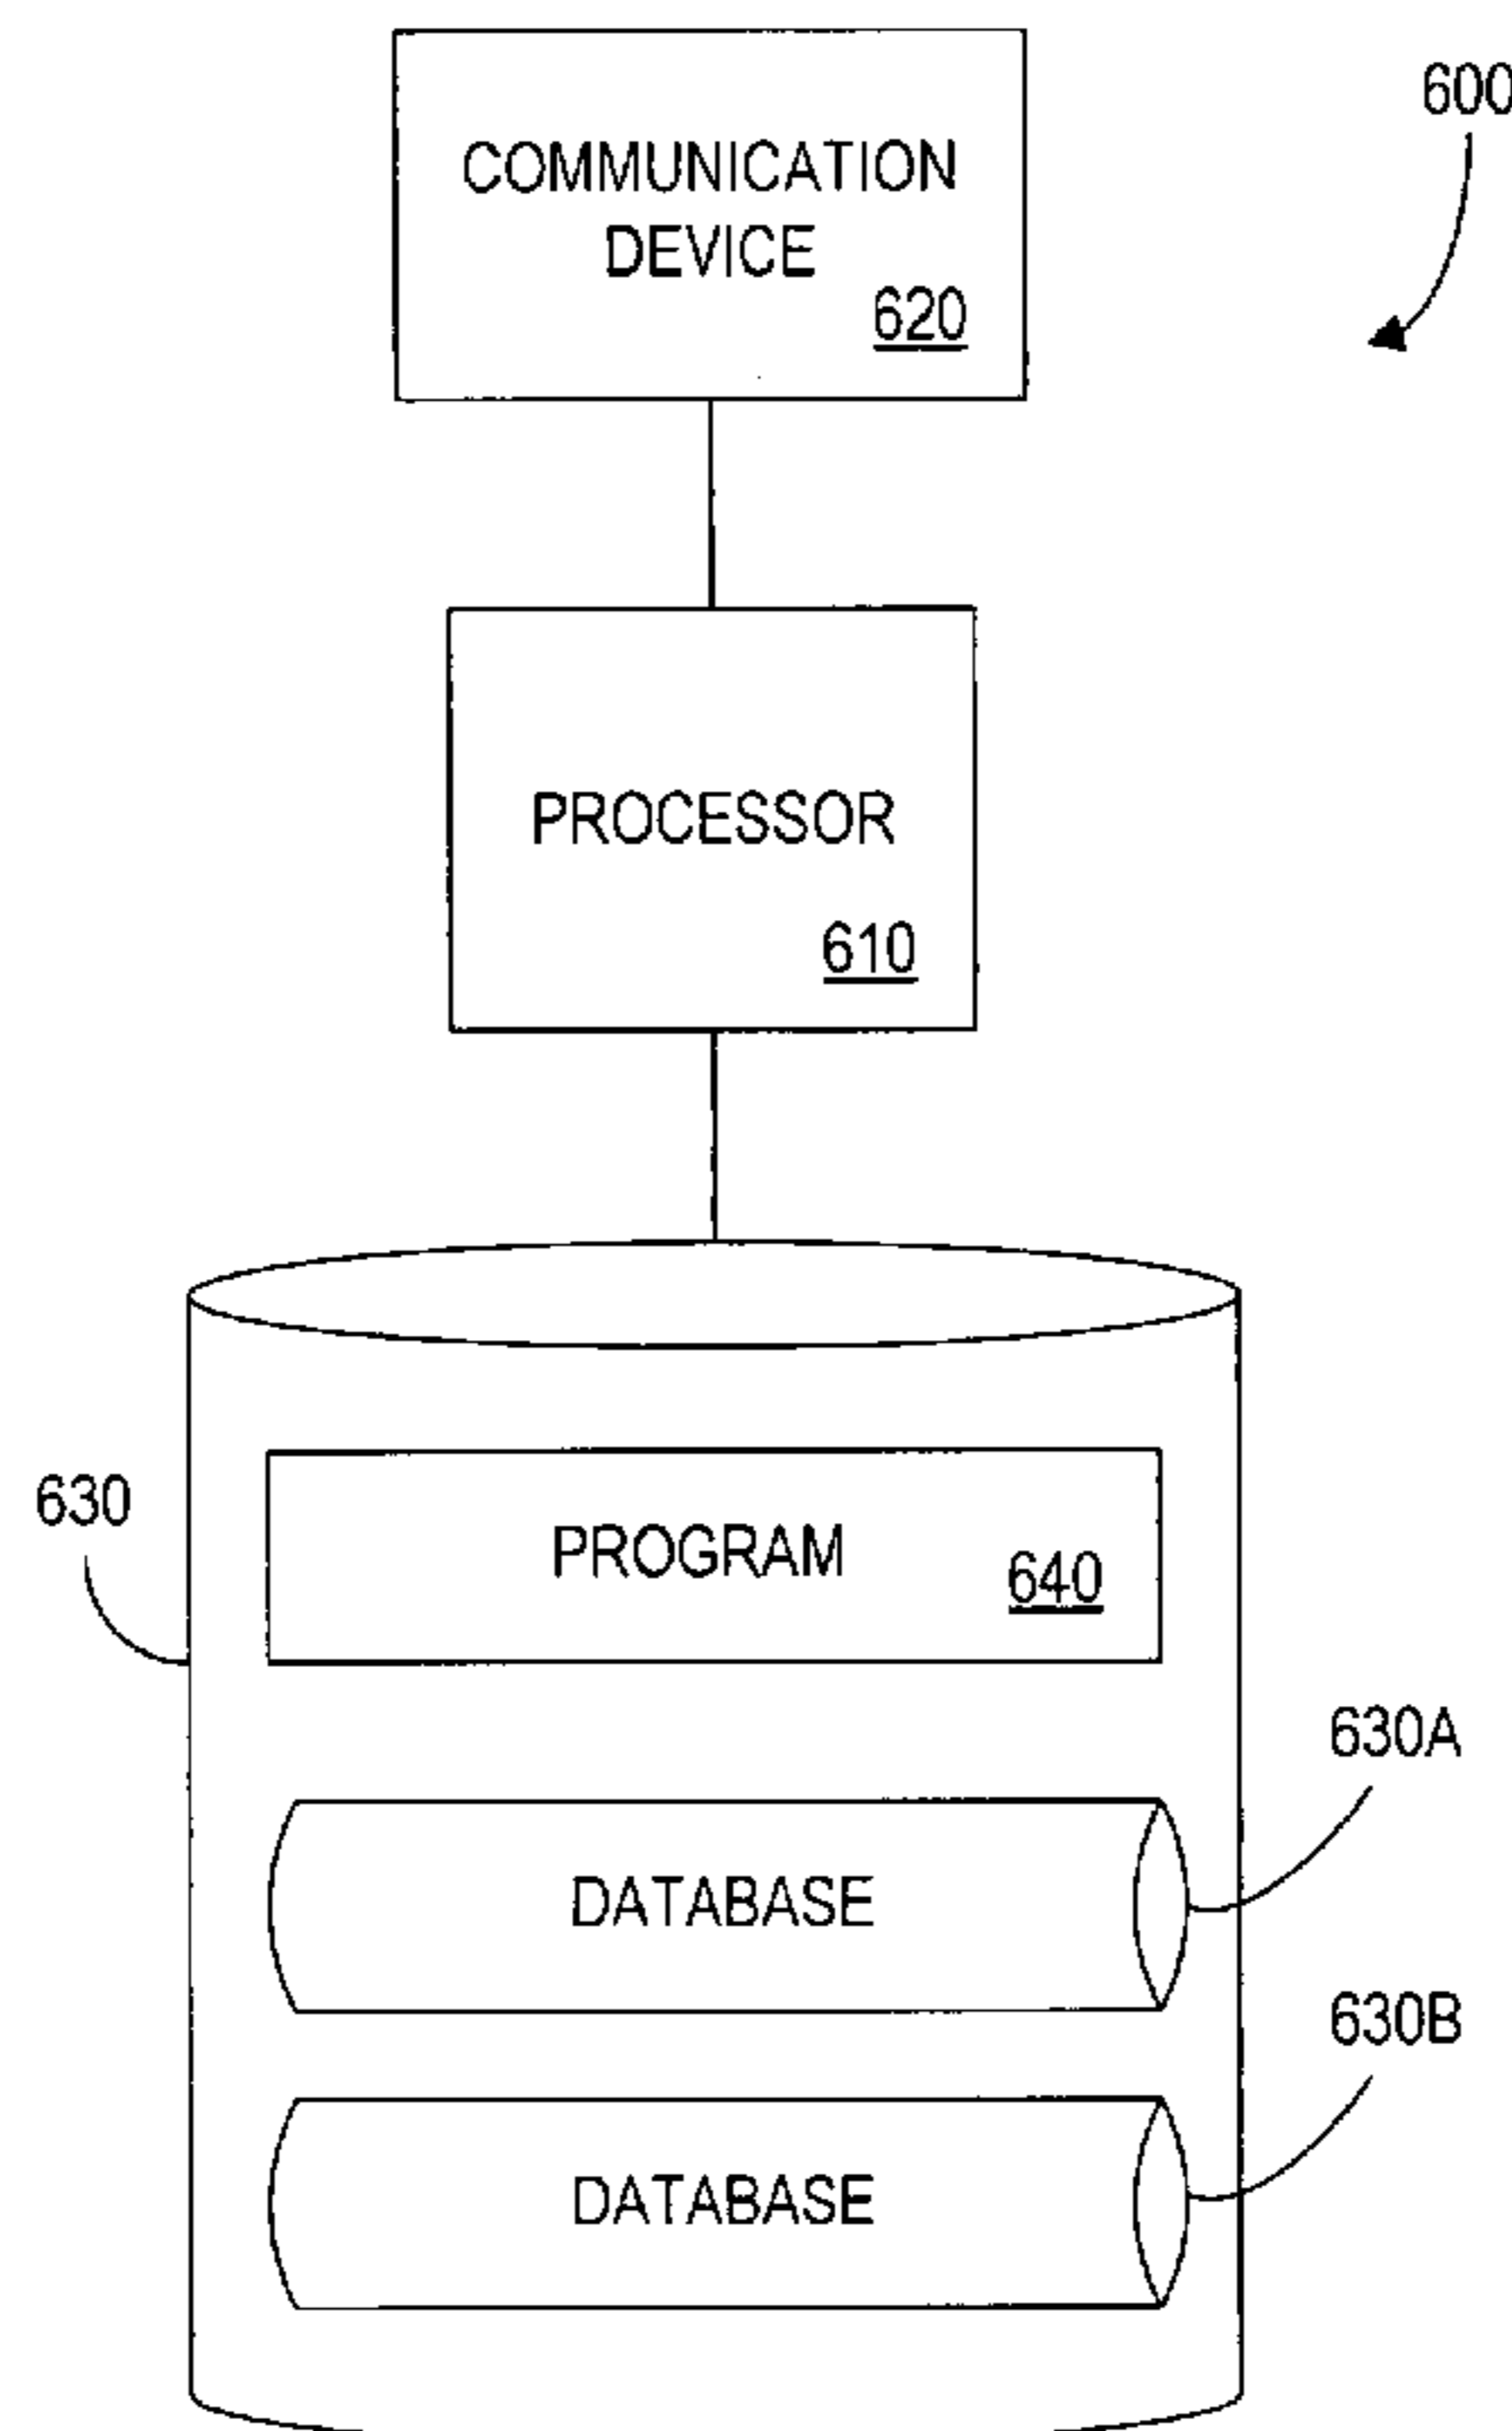 600
COMMUNICATION
DEVICE
620
PROCESSOR
610
630
PROGRAM
640
630A
DATABASE
630B
DATABASE